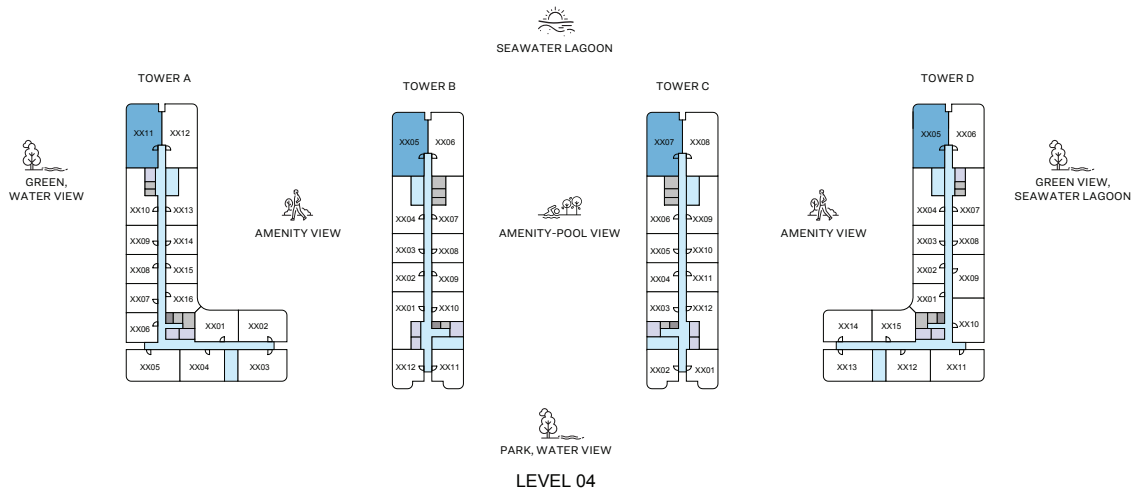 SEAWATER LAGOON
TOWER A
TOWER B
TOWER C
TOWER D
XX11
XX12
XX10
XX13
XX09
XX14
XX08
XX15
XX07
XX16
XX06
XX01
XX02
XX05
XX04
XX03
XX05
XX06
XX04
XX07
XX03
XX08
XX02
XX09
XX01
XX10
XX12
XX11
XX07
XX08
XX06
XX09
XX05
XX10
XX04
XX11
XX03
XX12
XX02
XX01
XX05
XX06
XX04
XX07
XX03
XX08
XX02
XX09
XX01
XX10
XX14
XX15
XX13
XX12
XX11
GREEN,
WATER VIEW
AMENITY VIEW
AMENITY-POOL VIEW
AMENITY VIEW
GREEN VIEW,
SEAWATER LAGOON
PARK, WATER VIEW
LEVEL 04